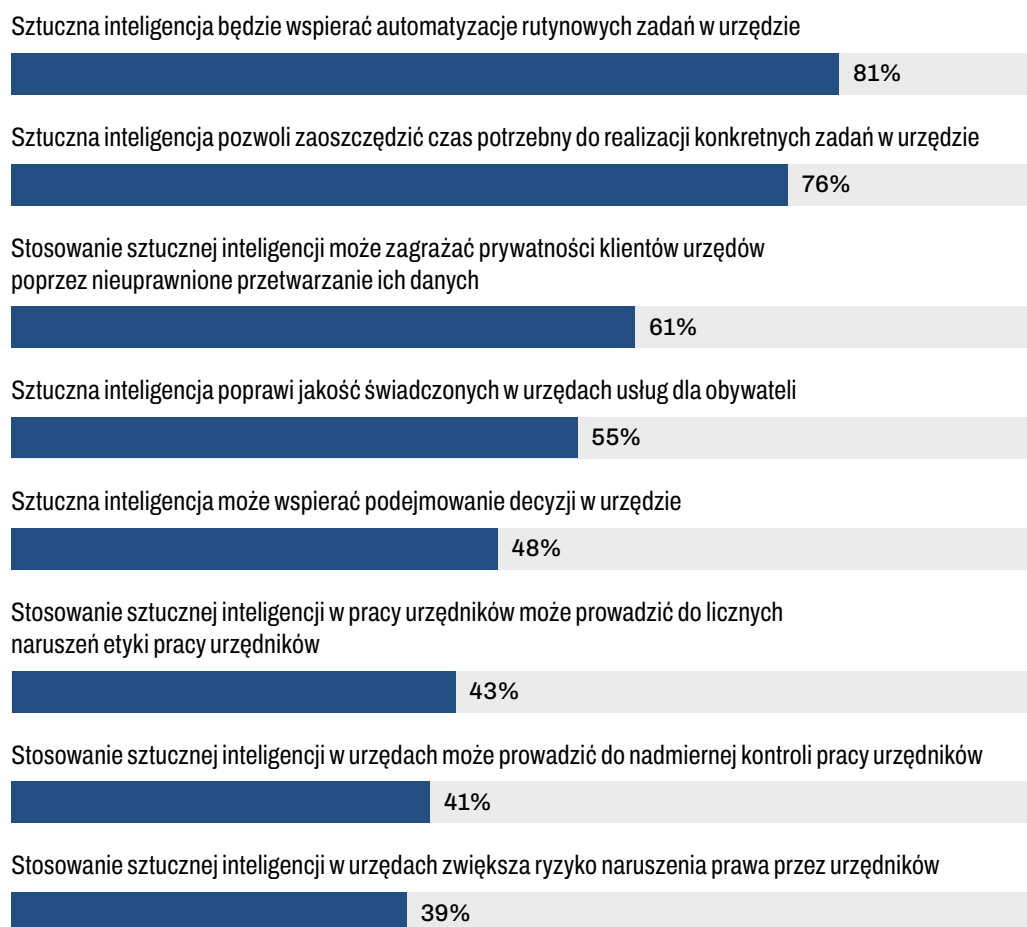 Sztuczna inteligencja będzie wspierać automatyzacje rutynowych zadań w urzędzie
81%
Sztuczna inteligencja pozwoli zaoszczędzić czas potrzebny do realizacji konkretnych zadań w urzędzie
76%
Stosowanie sztucznej inteligencji może zagrażać prywatności klientów urzędów
poprzez nieuprawnione przetwarzanie ich danych
61%
Sztuczna inteligencja poprawi jakość świadczonych w urzędach usług dla obywateli
55%
Sztuczna inteligencja może wspierać podejmowanie decyzji w urzędzie
48%
Stosowanie sztucznej inteligencji w pracy urzędników może prowadzić do licznych
naruszeń etyki pracy urzędników
43%
Stosowanie sztucznej inteligencji w urzędach może prowadzić do nadmiernej kontroli pracy urzędników
41%
Stosowanie sztucznej inteligencji w urzędach zwiększa ryzyko naruszenia prawa przez urzędników
39%